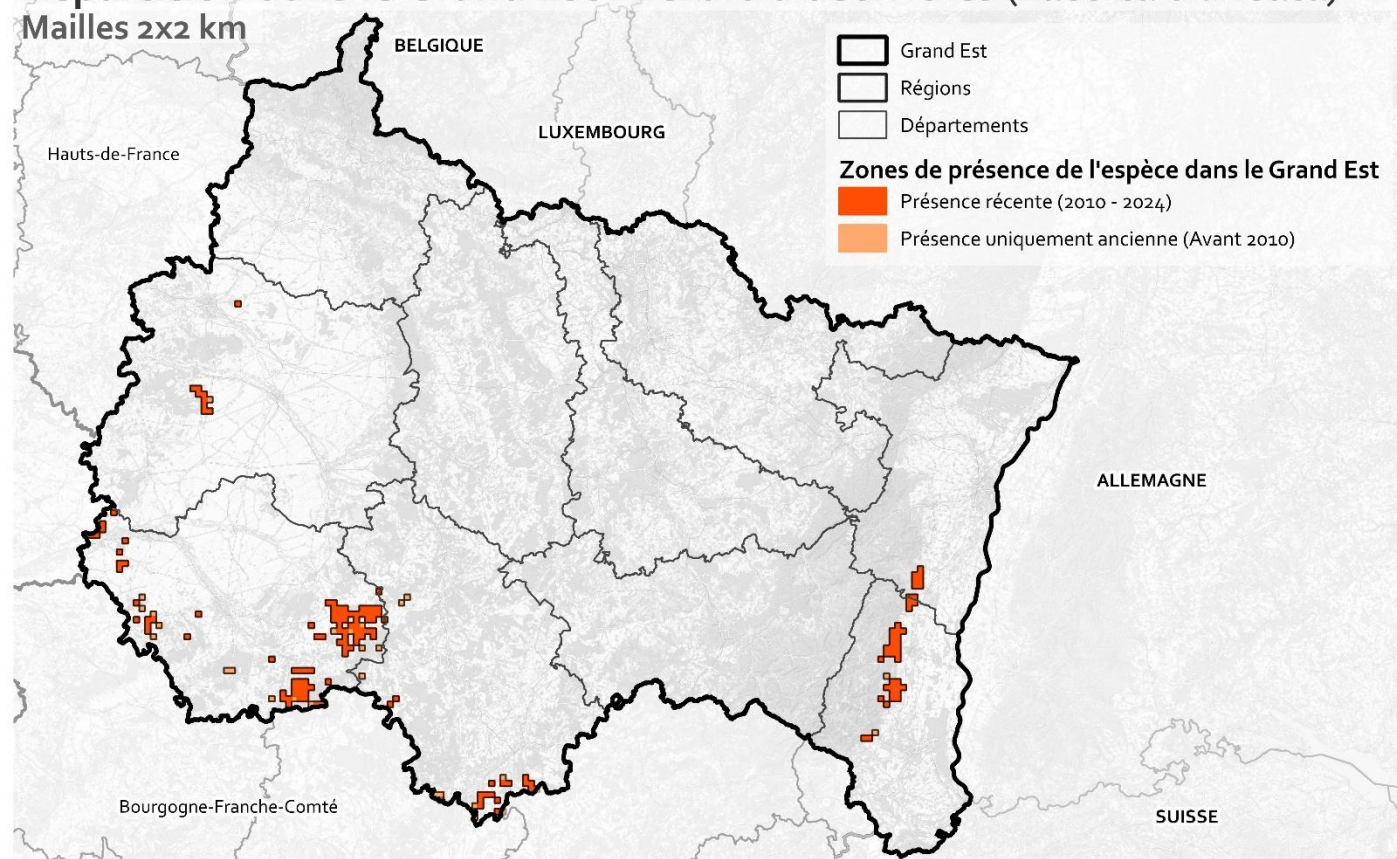 Mailles 2x2 km
BELGIQUE
LUXEMBOURG
Hauts-de-France
Grand Est
Régions
Départements
Zones de présence de l'espèce dans le Grand Est
Présence récente (2010 - 2024)
Présence uniquement ancienne (Avant 2010)
ALLEMAGNE
Bourgogne-Franche-Comté
SUISSE